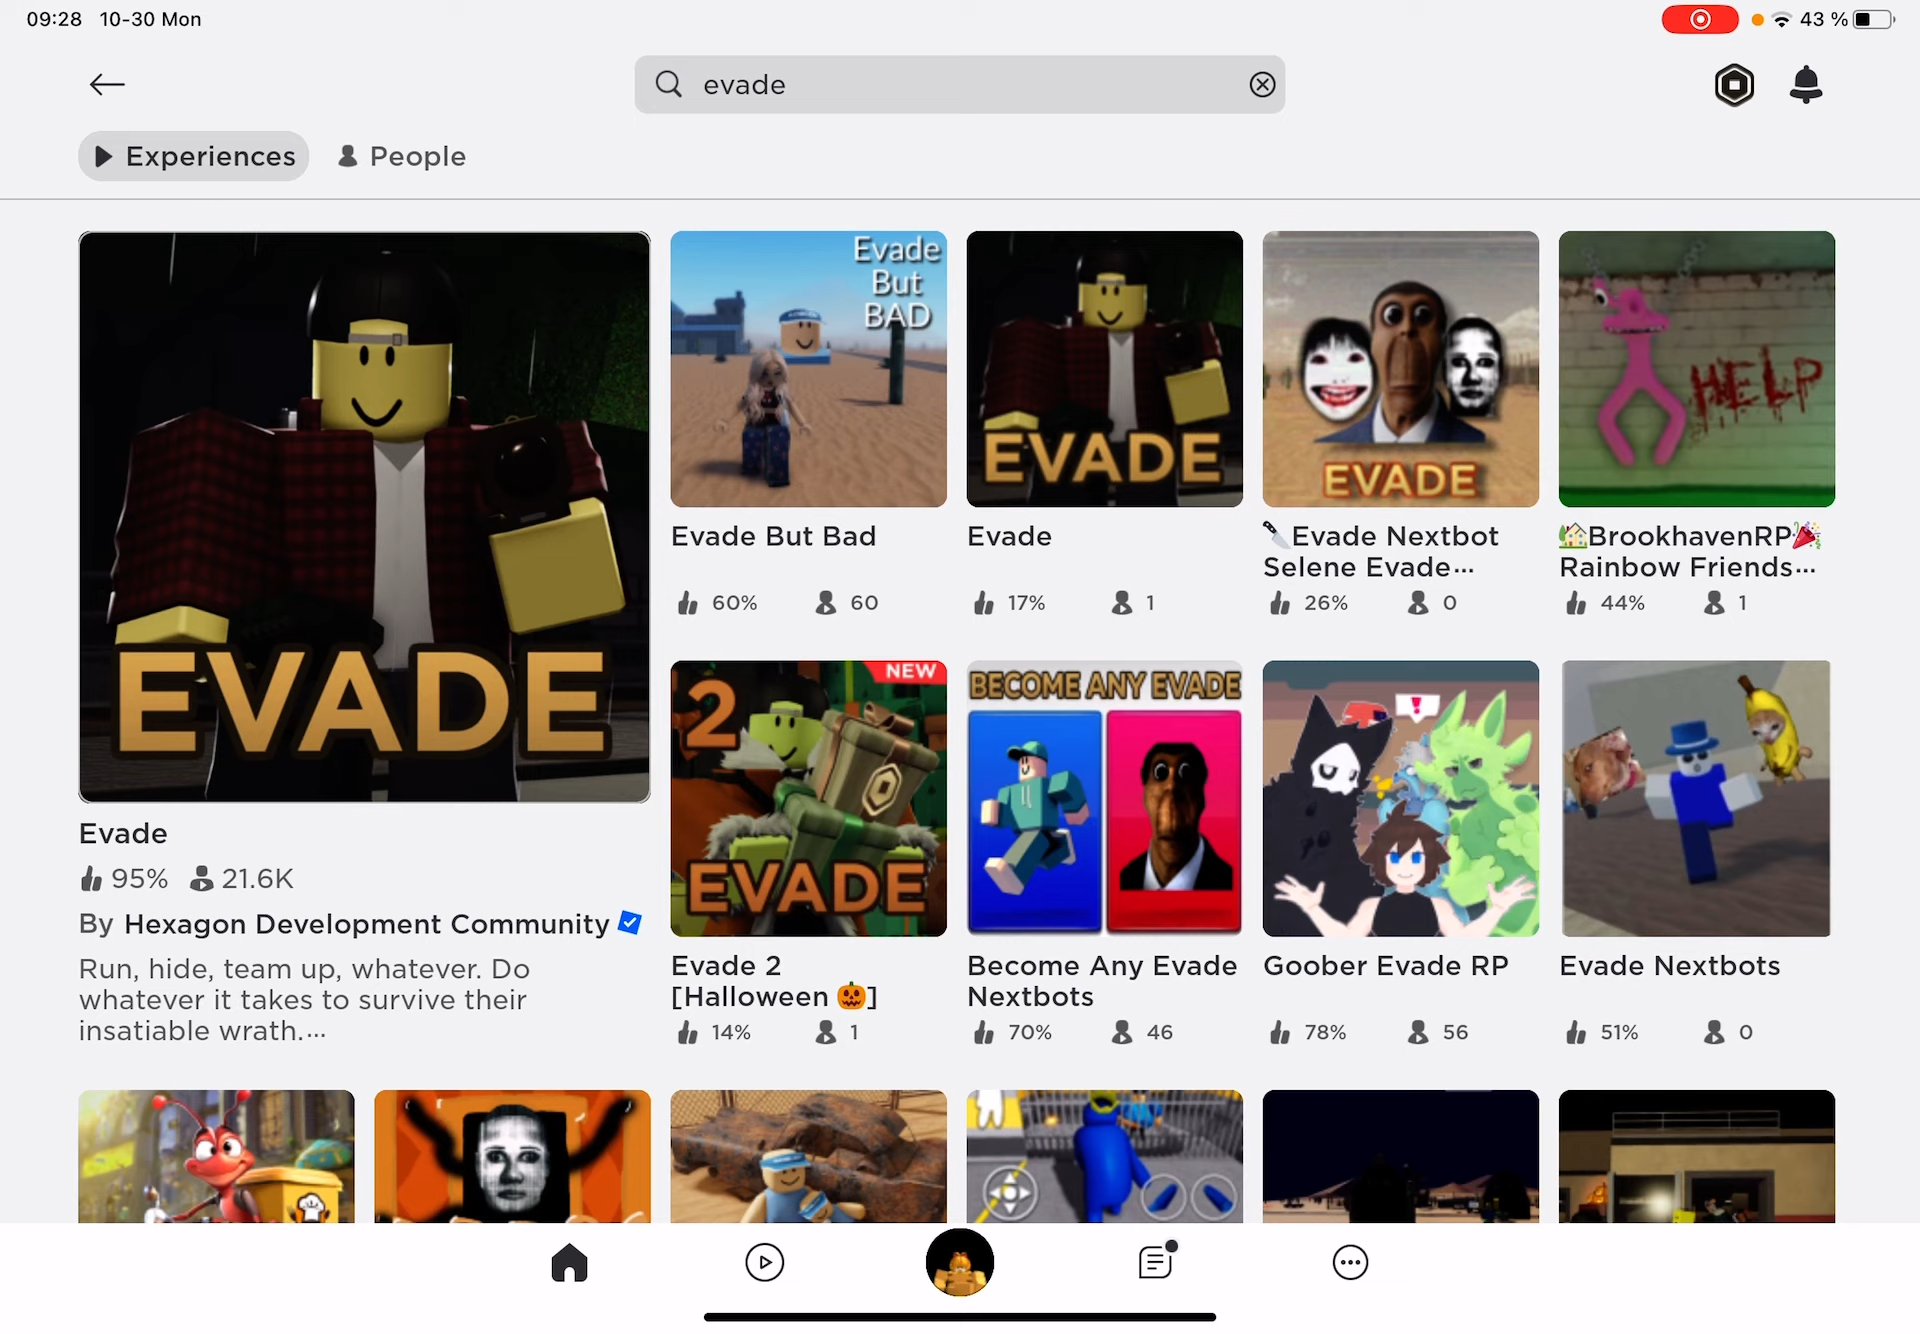 09:28 10-30 Mon
43 %
evade
Experiences
People
EVADE
Evade
95% 21.6K
By Hexagon Development Community
Run, hide, team up, whatever. Do
whatever it takes to survive their
insatiable wrath.…
Evade
But
BAD
Evade But Bad
60% 60
EVADE
Evade
17% 1
EVADE
🔪Evade Nextbot
Selene Evade…
26% 0
HELP
🏡BrookhavenRP🎉
Rainbow Friends…
44% 1
NEW
2
EVADE
Evade 2
[Halloween 🎃]
14% 1
BECOME ANY EVADE
Become Any Evade
Nextbots
70% 46
!
Goober Evade RP
78% 56
Evade Nextbots
51% 0